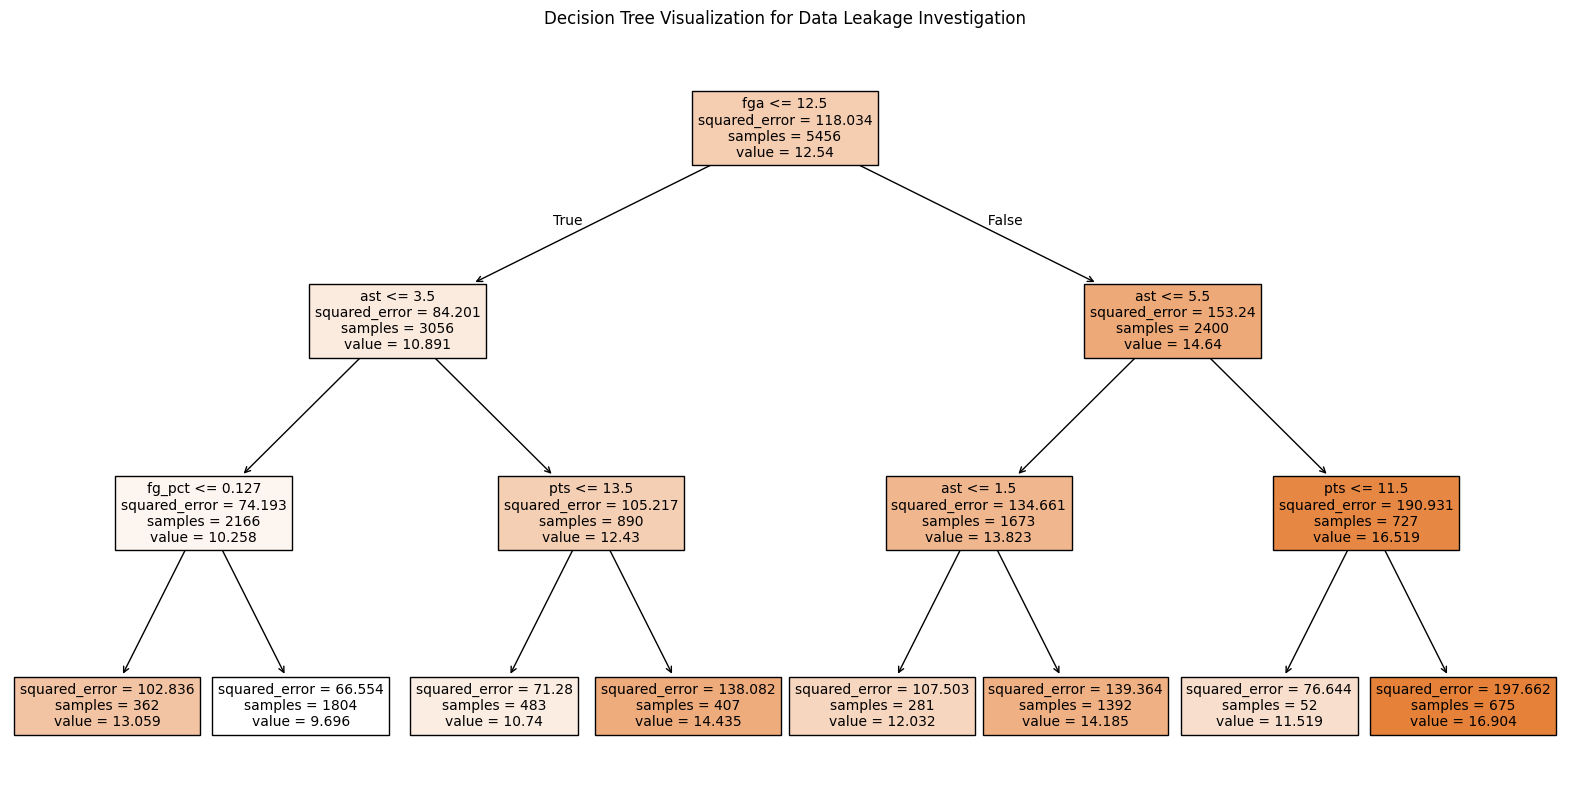 Decision Tree Visualization for Data Leakage Investigation
fga <= 12.5
squared_error = 118.034
samples = 5456
value = 12.54
True
False
ast <= 3.5
squared_error = 84.201
samples = 3056
value = 10.891
ast <= 5.5
squared_error = 153.24
samples = 2400
value = 14.64
fg_pct <= 0.127
squared_error = 74.193
samples = 2166
value = 10.258
pts <= 13.5
squared_error = 105.217
samples = 890
value = 12.43
ast <= 1.5
squared_error = 134.661
samples = 1673
value = 13.823
pts <= 11.5
squared_error = 190.931
samples = 727
value = 16.519
squared_error = 102.836
samples = 362
value = 13.059
squared_error = 66.554
samples = 1804
value = 9.696
squared_error = 71.28
samples = 483
value = 10.74
squared_error = 138.082
samples = 407
value = 14.435
squared_error = 107.503
samples = 281
value = 12.032
squared_error = 139.364
samples = 1392
value = 14.185
squared_error = 76.644
samples = 52
value = 11.519
squared_error = 197.662
samples = 675
value = 16.904